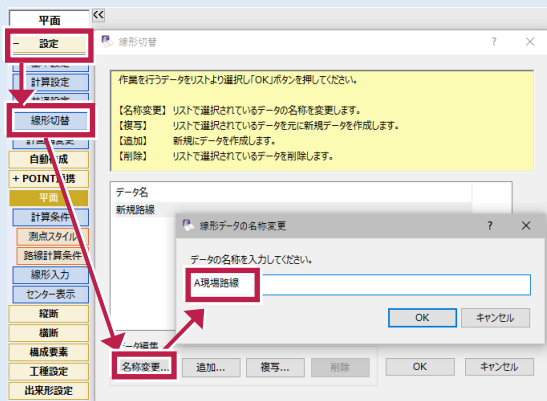 平面
<<
− 設定
計算設定
線形切替
自動作成
+ POINT連携
平面
計算条件
測点スタイル
路線計算条件
線形入力
センター表示
縦断
横断
構成要素
工種設定
出来形設定
線形切替
? ×
作業を行うデータをリストより選択し「OK」ボタンを押してください。
【名称変更】 リストで選択されているデータの名称を変更します。
【複写】 リストで選択されているデータを元に新規データを作成します。
【追加】 新規にデータを作成します。
【削除】 リストで選択されているデータを削除します。
データ名
新規路線
線形データの名称変更
? ×
データの名称を入力してください。
A現場路線
OK キャンセル
データ編集
名称変更... 追加... 複写... 削除 OK キャンセル